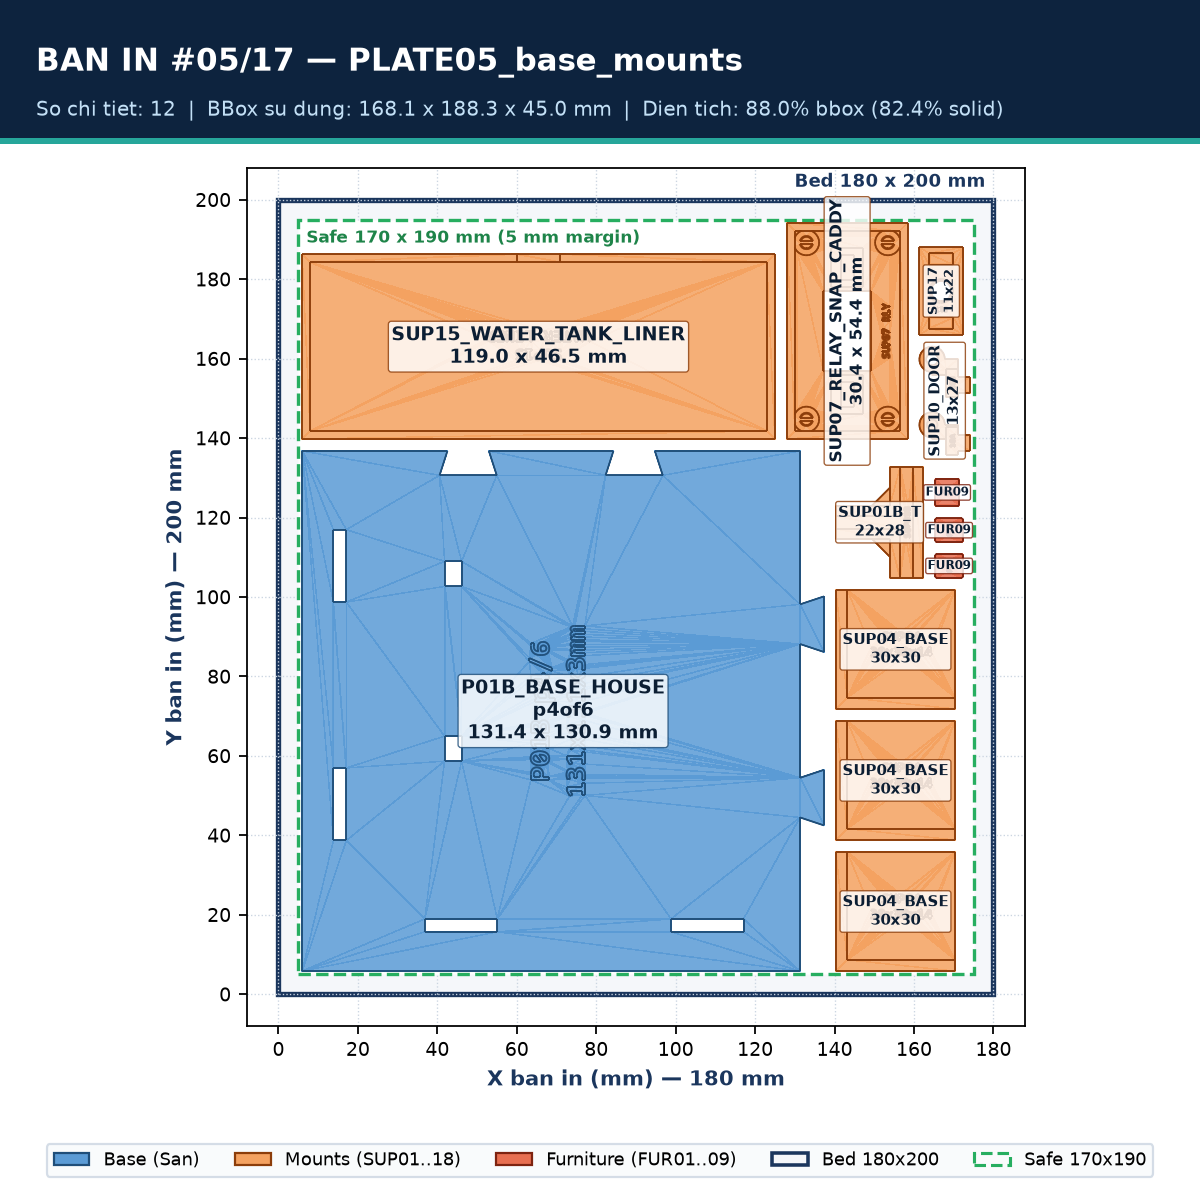 BAN IN #05/17 — PLATE05_base_mounts
So chi tiet: 12 | BBox su dung: 168.1 x 188.3 x 45.0 mm | Dien tich: 88.0% bbox (82.4% solid)
Bed 180 x 200 mm
Safe 170 x 190 mm (5 mm margin)
SUP15_WATER_TANK_LINER
119.0 x 46.5 mm
SUP07_RELAY_SNAP_CADDY
30.4 x 54.4 mm
SUP07 RLY
SUP17
11x22
SUP10_DOOR
13x27
SUP01B_T
22x28
FUR09
FUR09
FUR09
SUP04_BASE
30x30
P01B_BASE_HOUSE
p4of6
131.4 x 130.9 mm
SUP04_BASE
30x30
SUP04_BASE
30x30
200
180
160
140
120
100
80
60
40
20
0
Y ban in (mm) — 200 mm
0 20 40 60 80 100 120 140 160 180
X ban in (mm) — 180 mm
Base (San)
Mounts (SUP01..18)
Furniture (FUR01..09)
Bed 180x200
Safe 170x190